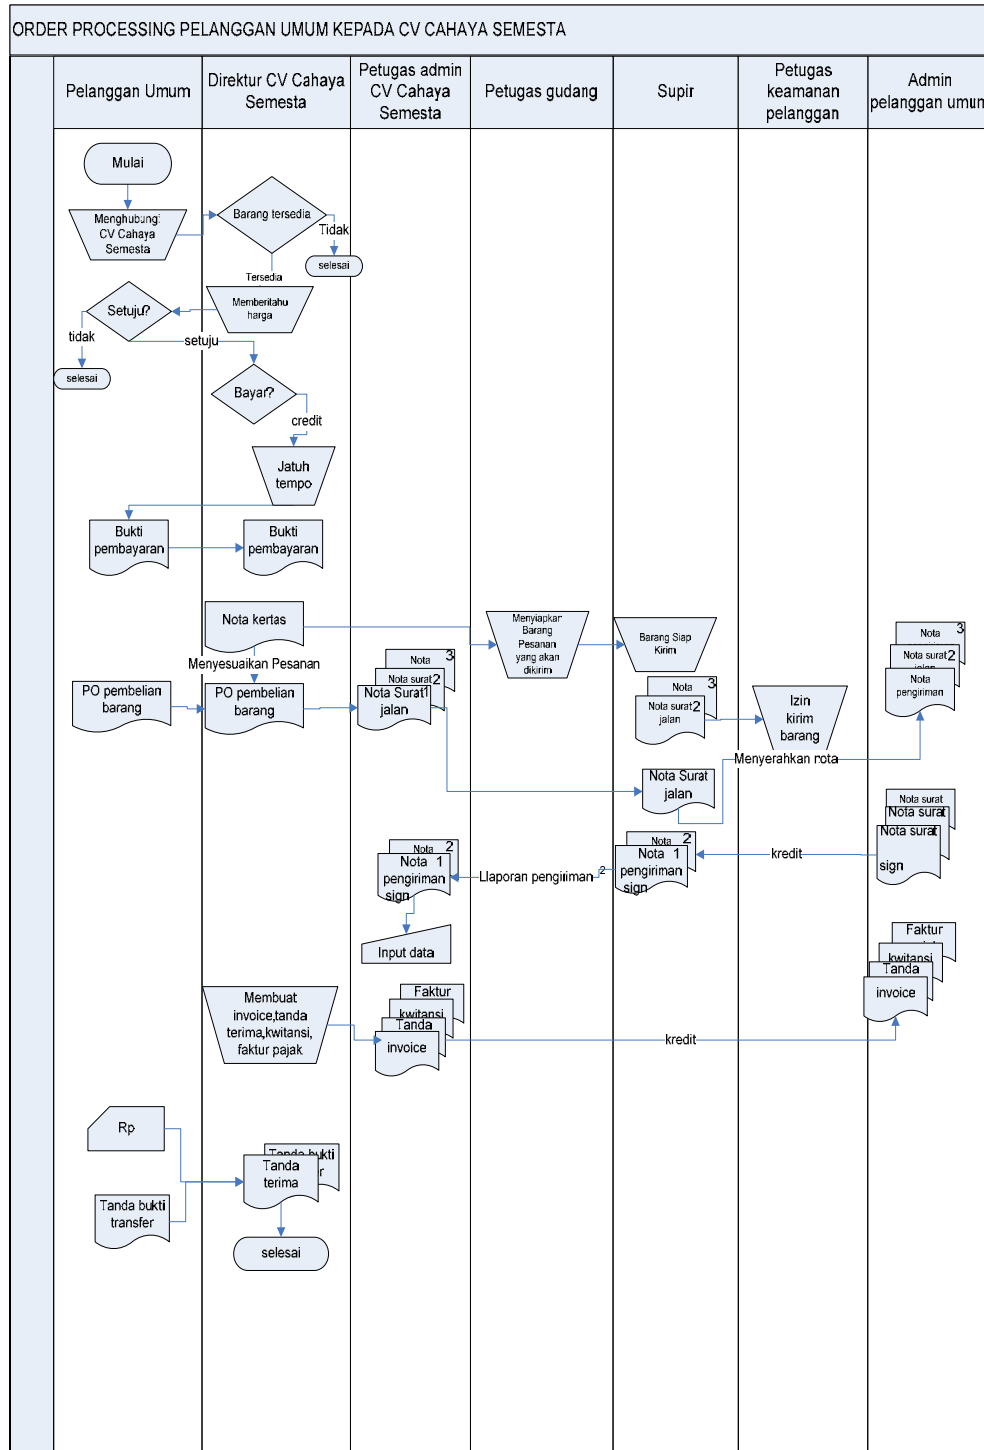 ORDER PROCESSING PELANGGAN UMUM KEPADA CV CAHAYA SEMESTA
Pelanggan Umum
Direktur CV Cahaya
Semesta
Petugas admin
CV Cahaya
Semesta
Petugas gudang
Supir
Petugas
keamanan
pelanggan
Admin
pelanggan umum
Mulai
Menghubungi
CV Cahaya
Semesta
Barang tersedia
Tidak
selesai
Tersedia
Memberitahu
harga
Setuju?
tidak
setuju
selesai
Bayar?
credit
Jatuh
tempo
Bukti
pembayaran
Bukti
pembayaran
Nota kertas
Menyesuaikan Pesanan
Menyiapkan
Barang
Pesanan
yang akan
dikirim
Barang Siap
Kirim
Nota 3
Nota surat 2
jalan
Nota
pengiriman
PO pembelian
barang
PO pembelian
barang
Nota 3
Nota surat 2
Nota Surat 1
jalan
Nota 3
Nota surat 2
jalan
Izin
kirim
barang
Menyerahkan nota
Nota Surat
jalan
Nota surat
Nota surat
Nota surat
sign
kredit
Nota 2
Nota 1
pengiriman
sign
2
Llaporan pengiriman
Nota 2
Nota 1
pengiriman
sign
Input data
Faktur
kwitansi
Tanda
invoice
Membuat
invoice,tanda
terima,kwitansi,
faktur pajak
Faktur
kwitansi
Tanda
invoice
kredit
Rp
Tanda bukti
transfer
Tanda bukti
r
Tanda
terima
selesai